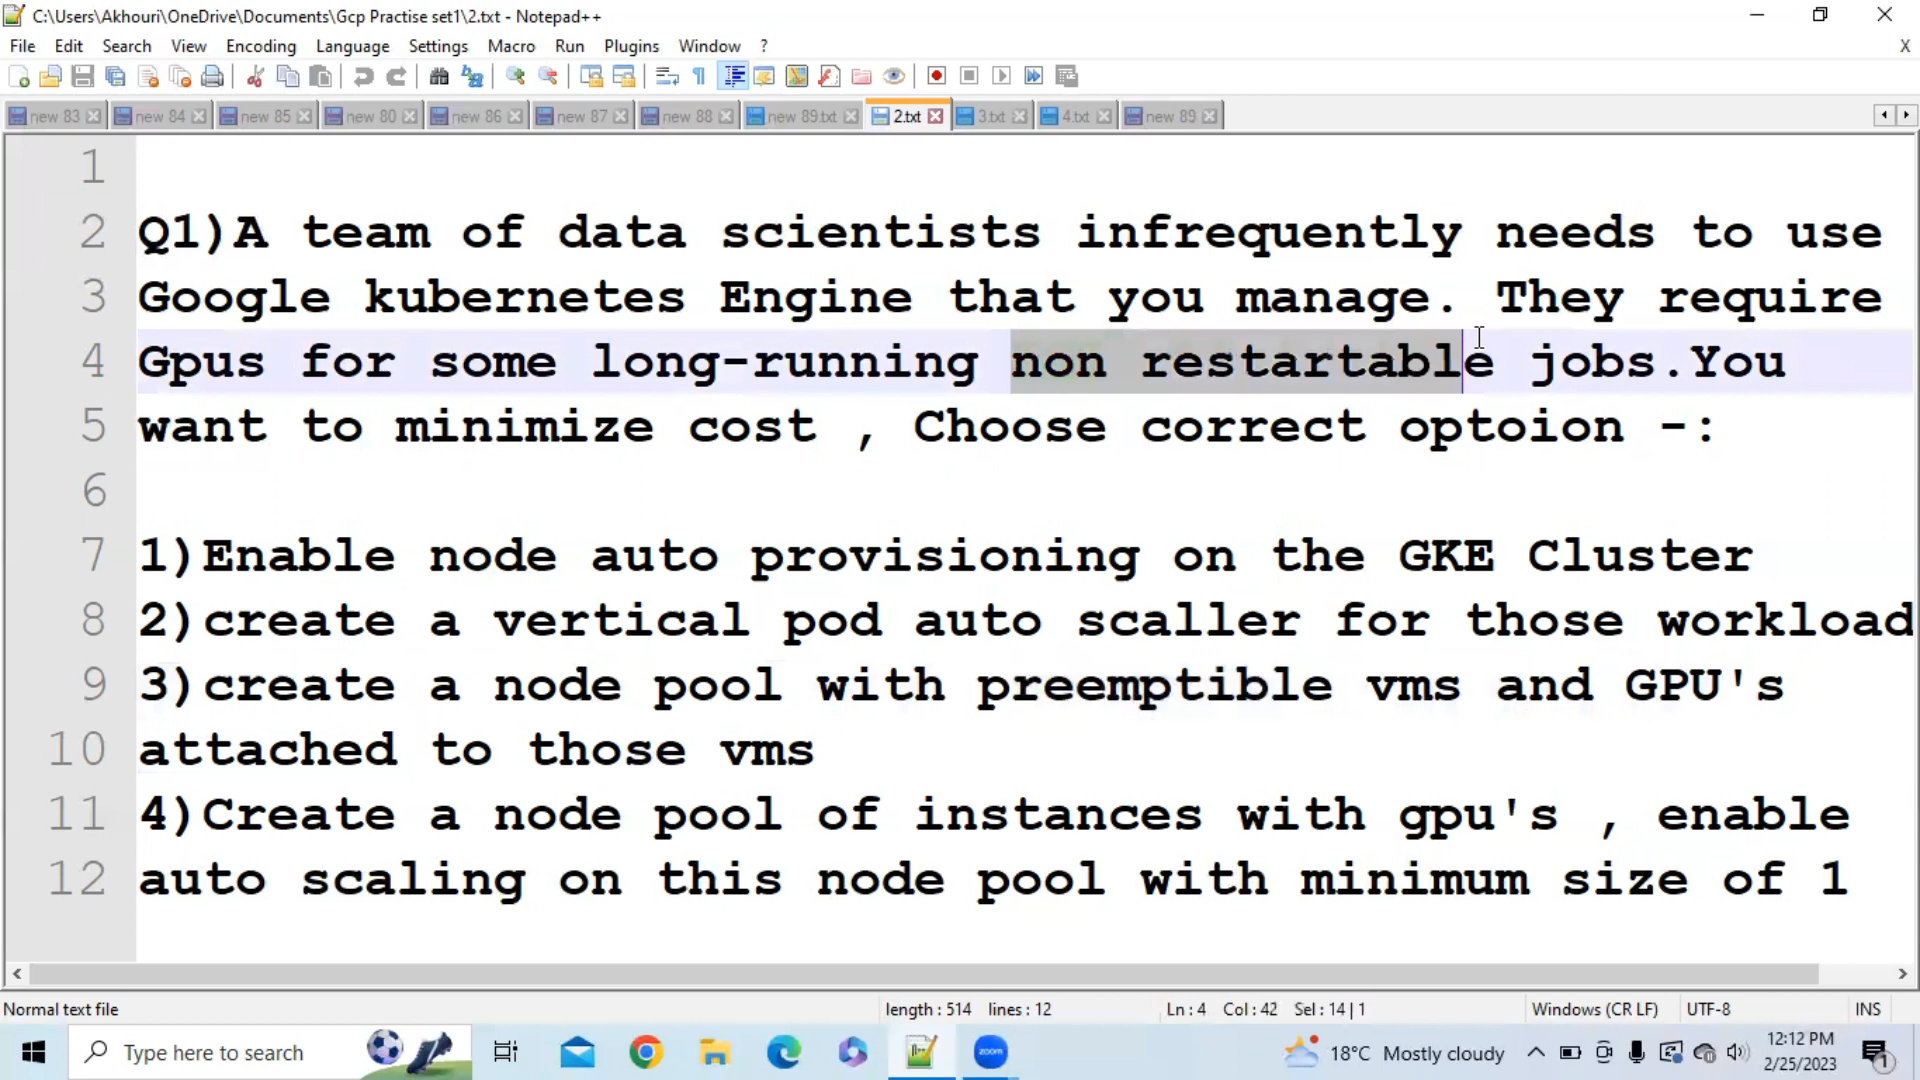 C:\Users\Akhouri\OneDrive\Documents\Gcp Practise set1\2.txt - Notepad++
File Edit Search View Encoding Language Settings Macro Run Plugins Window ? X
new 83 new 84 new 85 new 80 new 86 new 87 new 88 new 89.txt 2.txt 3.txt 4.txt new 89
1
2 Q1)A team of data scientists infrequently needs to use
3 Google kubernetes Engine that you manage. They require
4 Gpus for some long-running non restartable jobs.You
5 want to minimize cost , Choose correct optoion -:
6
7 1)Enable node auto provisioning on the GKE Cluster
8 2)create a vertical pod auto scaller for those workload
9 3)create a node pool with preemptible vms and GPU's
10 attached to those vms
11 4)Create a node pool of instances with gpu's , enable
12 auto scaling on this node pool with minimum size of 1
Normal text file length : 514 lines : 12 Ln : 4 Col : 42 Sel : 14 | 1 Windows (CR LF) UTF-8 INS
Type here to search zoom 18°C Mostly cloudy 12:12 PM
2/25/2023 1